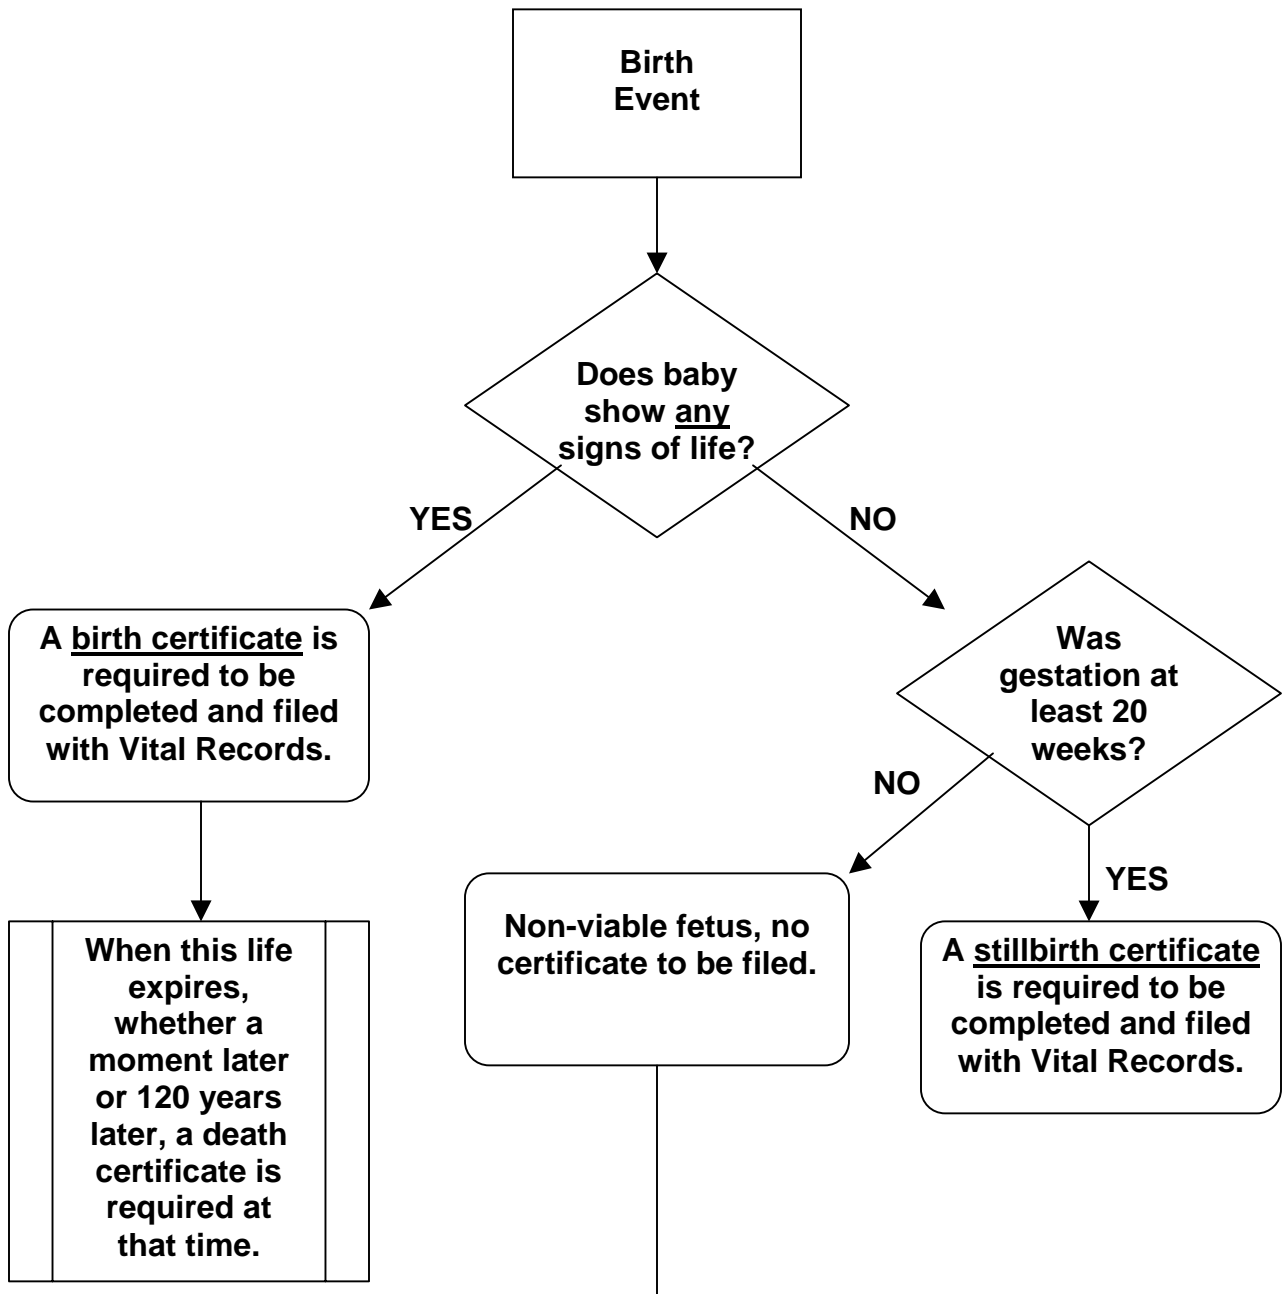 Birth
Event
Does baby
show any
signs of life?
YES
NO
A birth certificate is
required to be
completed and filed
with Vital Records.
Was
gestation at
least 20
weeks?
NO
YES
When this life
expires,
whether a
moment later
or 120 years
later, a death
certificate is
required at
that time.
Non-viable fetus, no
certificate to be filed.
A stillbirth certificate
is required to be
completed and filed
with Vital Records.